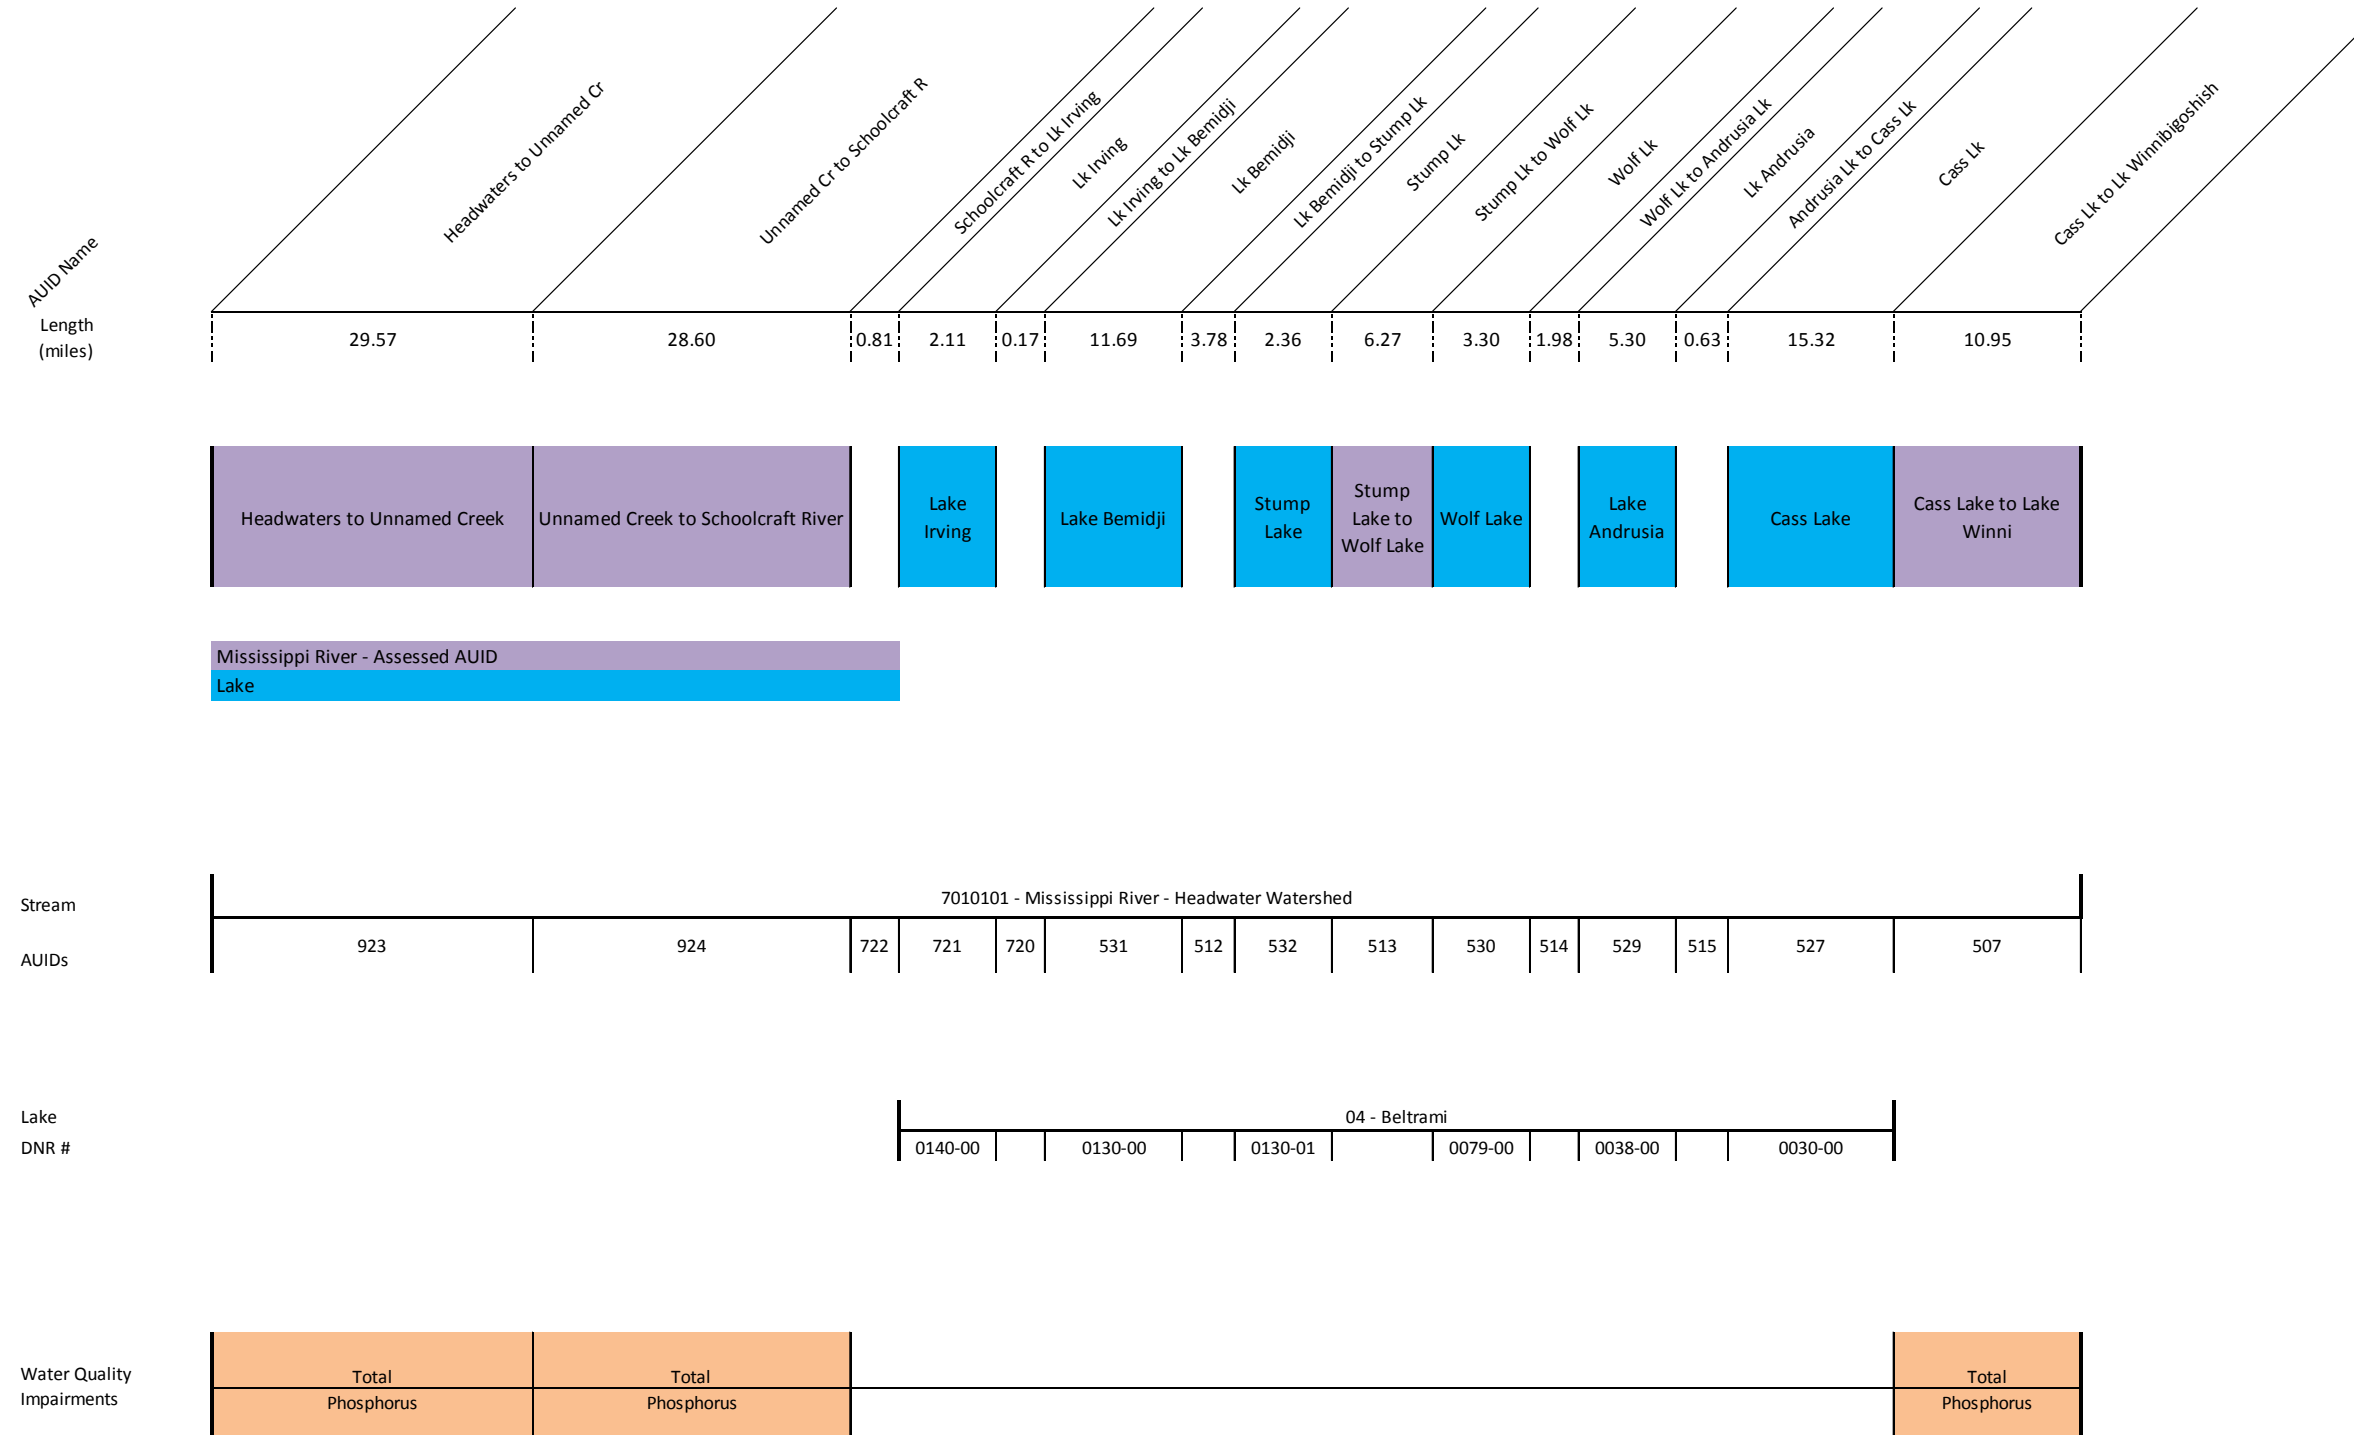 AUID Name
Headwaters to Unnamed Cr
Unnamed Cr to Schoolcraft R
Schoolcraft R to Lk Irving
Lk Irving
Lk Irving to Lk Bemidji
Lk Bemidji
Lk Bemidji to Stump Lk
Stump Lk
Stump Lk to Wolf Lk
Wolf Lk
Wolf Lk to Andrusia Lk
Lk Andrusia
Andrusia Lk to Cass Lk
Cass Lk
Cass Lk to Lk Winnibigoshish
Length
(miles)
29.57 28.60 0.81 2.11 0.17 11.69 3.78 2.36 6.27 3.30 1.98 5.30 0.63 15.32 10.95
Headwaters to Unnamed Creek
Unnamed Creek to Schoolcraft River
Lake
Irving
Lake Bemidji
Stump
Lake
Stump
Lake to
Wolf Lake
Wolf Lake
Lake
Andrusia
Cass Lake
Cass Lake to Lake
Winni
Mississippi River - Assessed AUID
Lake
Stream
7010101 - Mississippi River - Headwater Watershed
AUIDs
923 924 722 721 720 531 512 532 513 530 514 529 515 527 507
Lake
04 - Beltrami
DNR #
0140-00 0130-00 0130-01 0079-00 0038-00 0030-00
Water Quality
Impairments
Total
Phosphorus
Total
Phosphorus
Total
Phosphorus